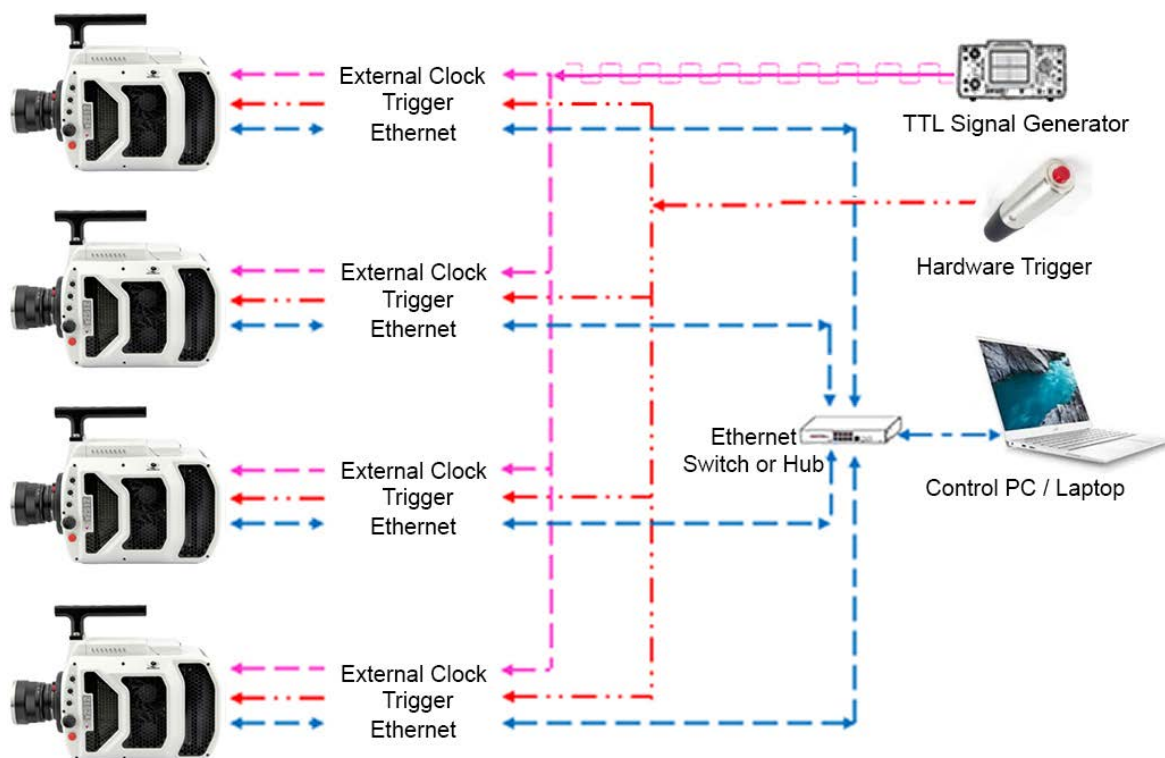 External Clock
Trigger
Ethernet
TTL Signal Generator
Hardware Trigger
External Clock
Trigger
Ethernet
Ethernet
Switch or Hub
Control PC / Laptop
External Clock
Trigger
Ethernet
External Clock
Trigger
Ethernet